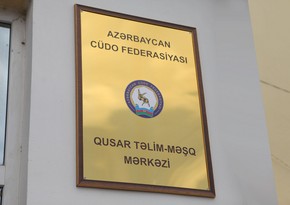 AZƏRBAYCAN
CÜDO FEDERASİYASI
QUSAR TƏLİM-MƏŞQ
MƏRKƏZİ